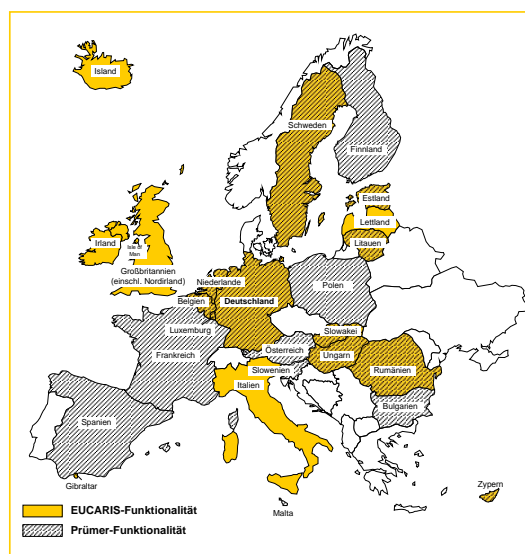 Island
Schweden
Finnland
Estland
Lettland
Litauen
Irland
Isle of
Man
Großbritannien
(einschl. Nordirland)
Niederlande
Belgien
Deutschland
Polen
Luxemburg
Slowakei
Frankreich
Österreich
Ungarn
Slowenien
Rumänien
Italien
Bulgarien
Spanien
Gibraltar
Malta
Zypern
EUCARIS-Funktionalität
Prümer-Funktionalität